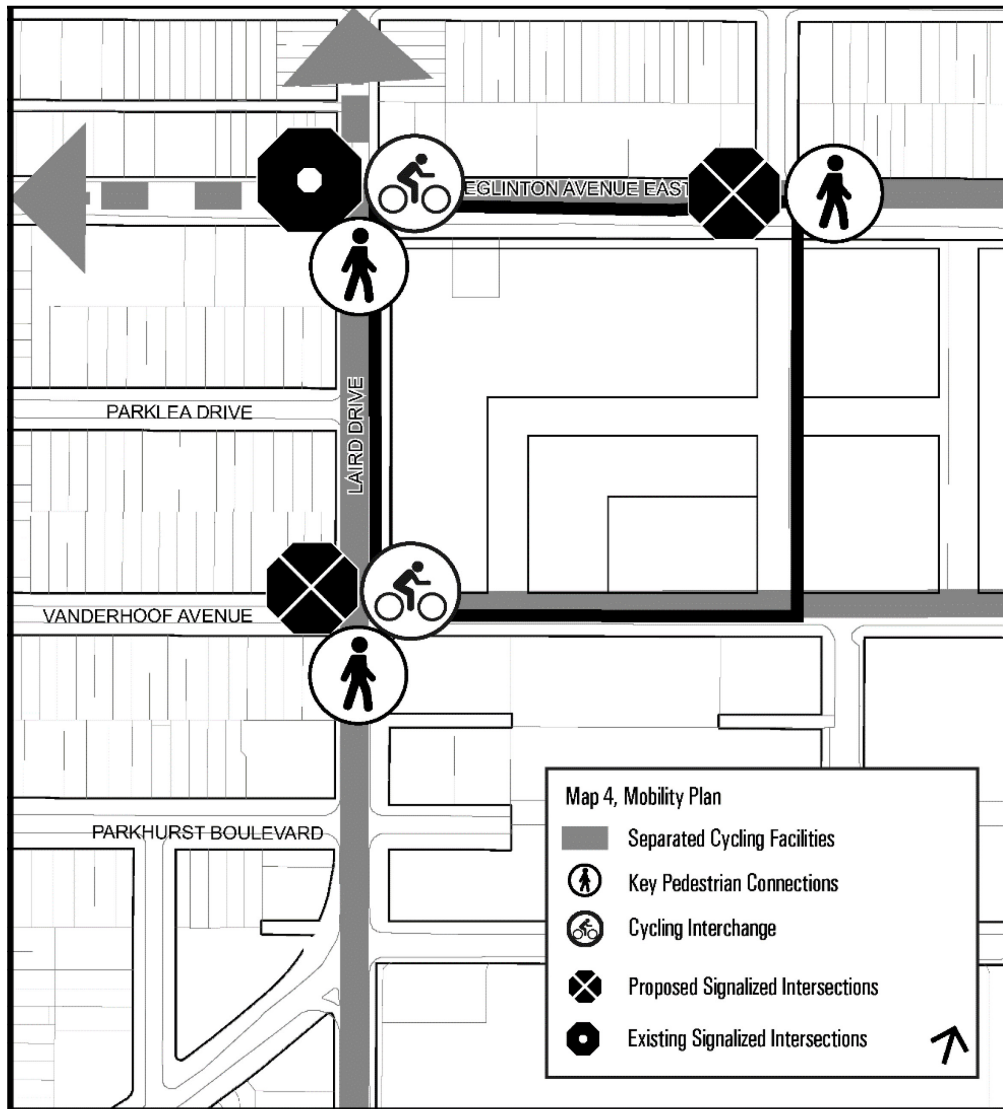 EGLINTON AVENUE EAST
PARKLEA DRIVE
LAIRD DRIVE
VANDERHOOF AVENUE
PARKHURST BOULEVARD
Map 4, Mobility Plan
Separated Cycling Facilities
Key Pedestrian Connections
Cycling Interchange
Proposed Signalized Intersections
Existing Signalized Intersections